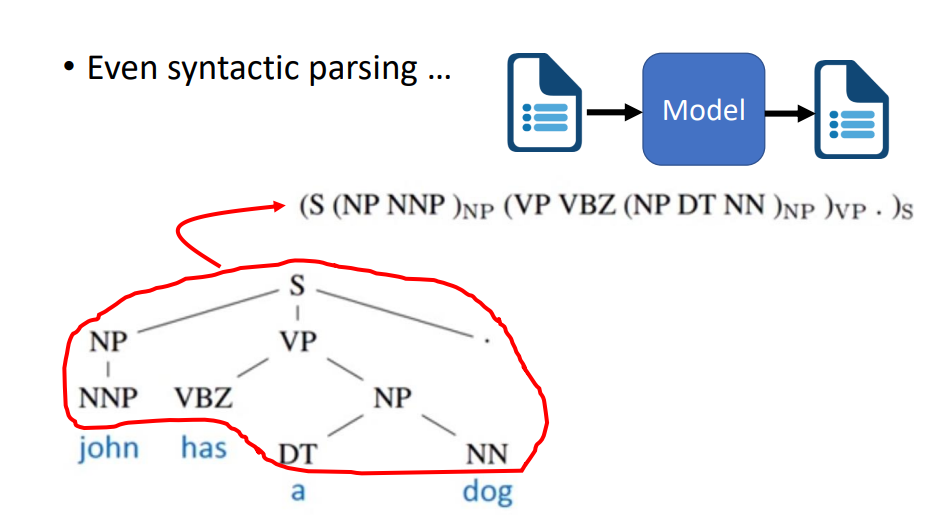 • Even syntactic parsing ...
Model
(S (NP NNP )NP (VP VBZ (NP DT NN )NP )VP . )S
S
NP VP .
NNP VBZ NP
john has DT NN
a dog